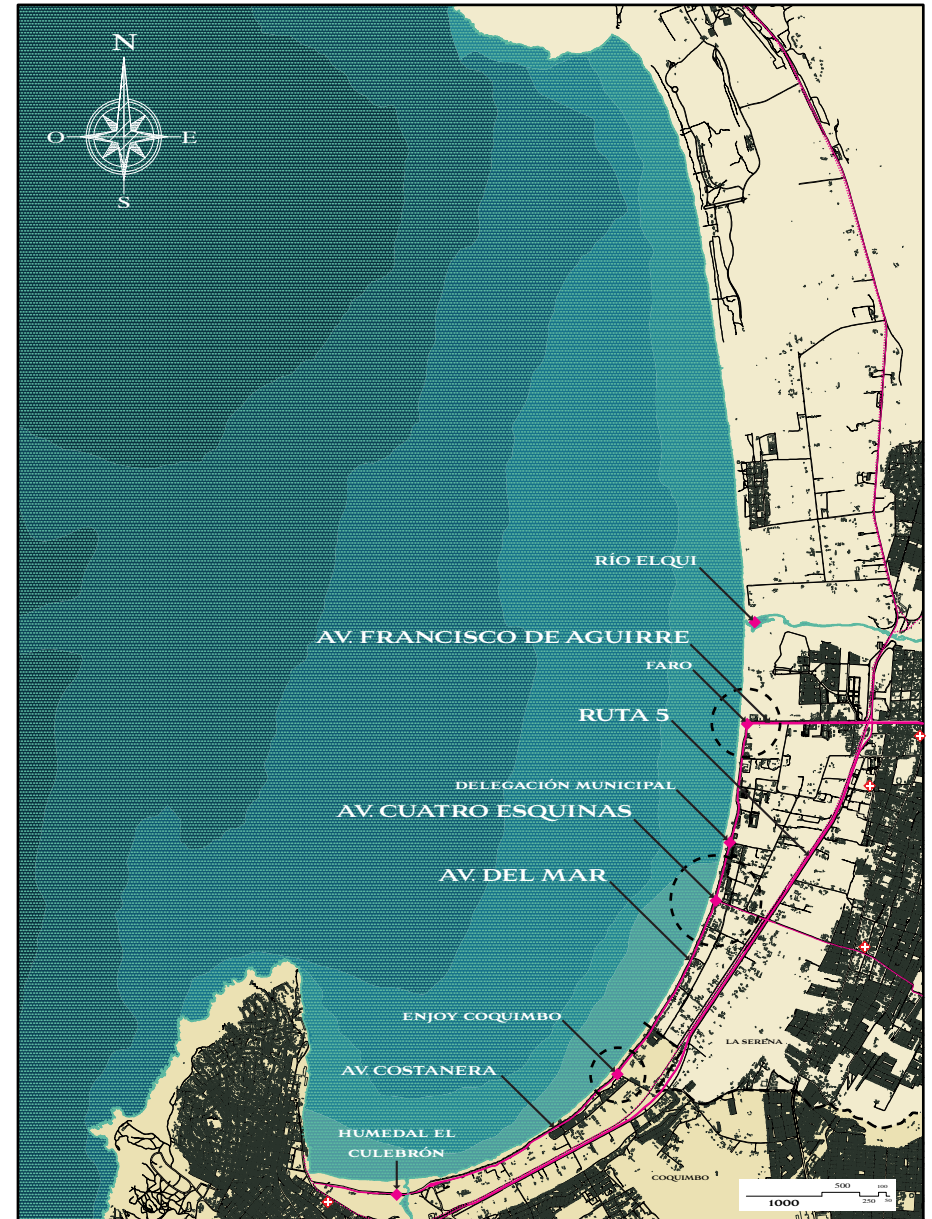 N
O
E
S
RÍO ELQUI
AV. FRANCISCO DE AGUIRRE
FARO
RUTA 5
DELEGACIÓN MUNICIPAL
AV. CUATRO ESQUINAS
AV. DEL MAR
ENJOY COQUIMBO
LA SERENA
AV. COSTANERA
HUMEDAL EL
CULEBRÓN
COQUIMBO
500
100
1000
250
50